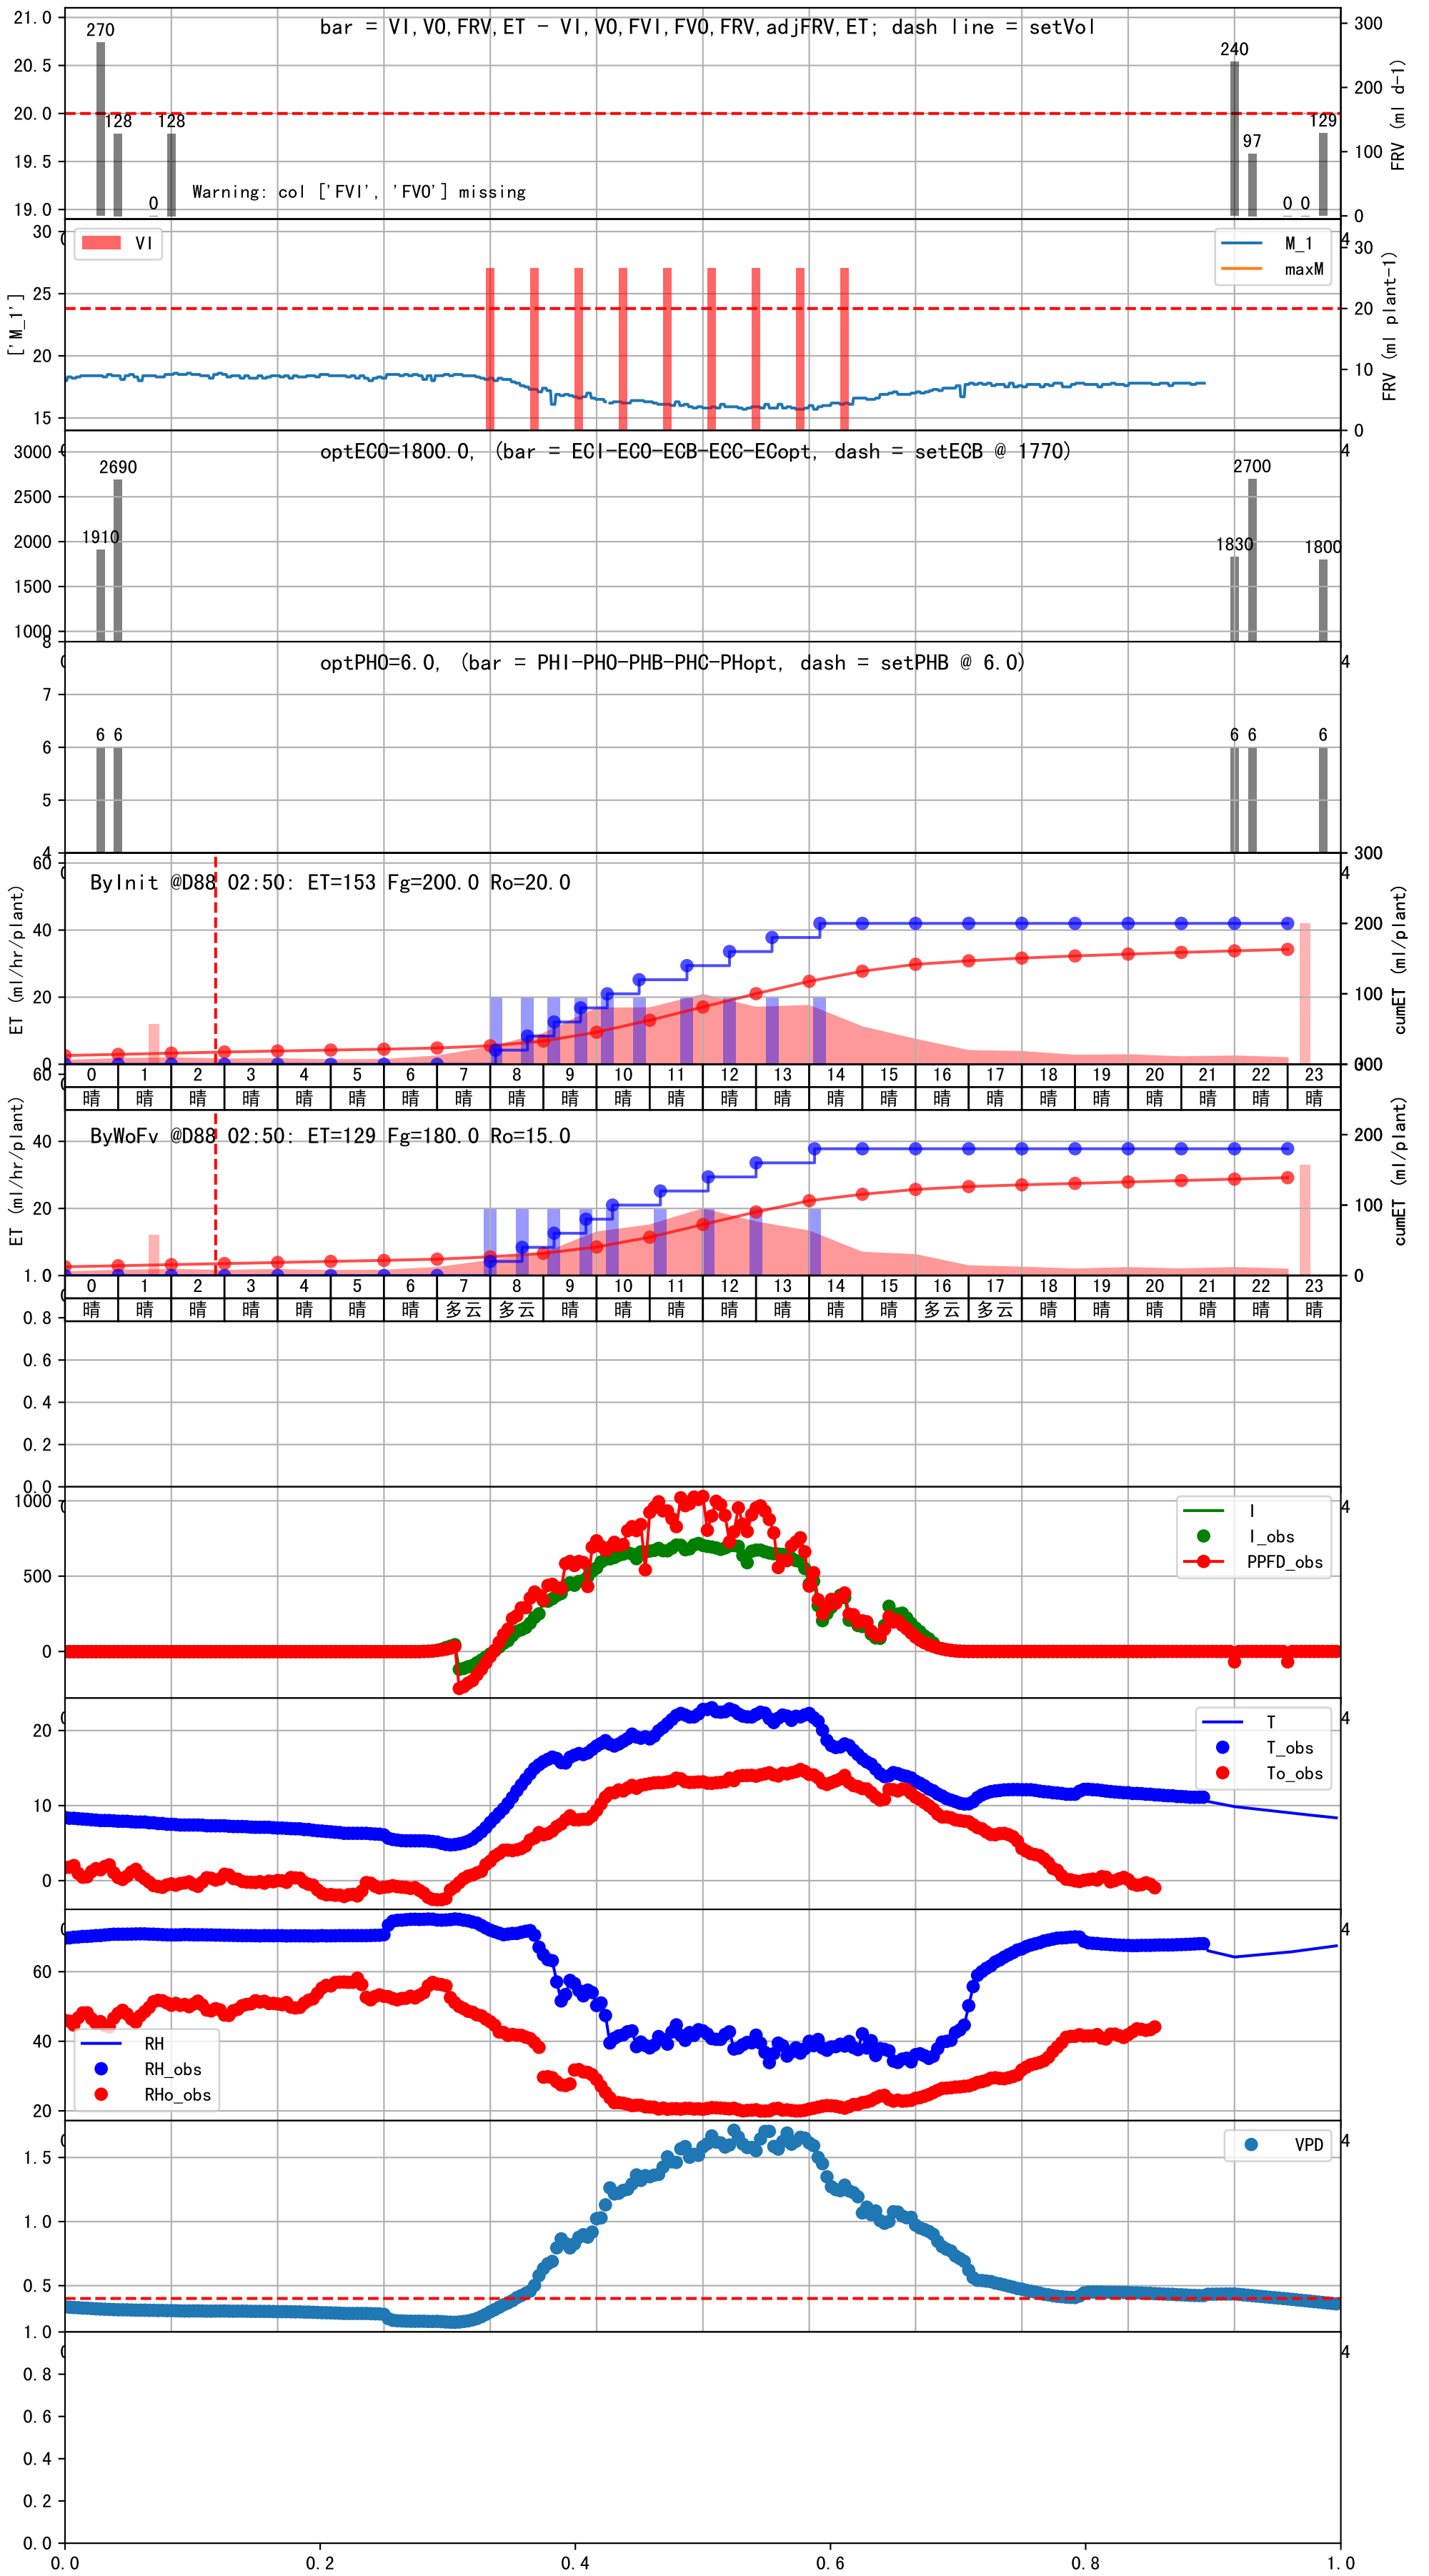 bar = VI,VO,FRV,ET - VI,VO,FVI,FVO,FRV,adjFRV,ET; dash line = setVol
21.0
20.5
20.0
19.5
19.0
270
128
0
128
240
97
0
0
129
Warning: col ['FVI', 'FVO'] missing
300
200
100
0
FRV (ml d-1)
VI
M_1
maxM
30
25
20
15
['M_1']
4
30
20
10
0
FRV (ml plant-1)
optECO=1800.0, (bar = ECI-ECO-ECB-ECC-ECopt, dash = setECB @ 1770)
3000
2500
2000
1500
1000
1910
2690
1830
2700
1800
4
optPHO=6.0, (bar = PHI-PHO-PHB-PHC-PHopt, dash = setPHB @ 6.0)
8
7
6
5
4
6
6
6
6
6
4
ByInit @D88 02:50: ET=153 Fg=200.0 Ro=20.0
60
40
20
0
ET (ml/hr/plant)
300
4
200
100
cumET (ml/plant)
0 1 2 3 4 5 6 7 8 9 10 11 12 13 14 15 16 17 18 19 20 21 22 23
晴 晴 晴 晴 晴 晴 晴 晴 晴 晴 晴 晴 晴 晴 晴 晴 晴 晴 晴 晴 晴 晴 晴 晴
ByWoFv @D88 02:50: ET=129 Fg=180.0 Ro=15.0
60
40
20
ET (ml/hr/plant)
200
100
0
cumET (ml/plant)
0 1 2 3 4 5 6 7 8 9 10 11 12 13 14 15 16 17 18 19 20 21 22 23
晴 晴 晴 晴 晴 晴 晴 多云 多云 晴 晴 晴 晴 晴 晴 晴 多云 多云 晴 晴 晴 晴 晴 晴
1.0
0.8
0.6
0.4
0.2
0.0
1000
500
0
4
I
I_obs
PPFD_obs
20
10
0
4
T
T_obs
To_obs
60
40
20
4
RH
RH_obs
RHo_obs
1.5
1.0
0.5
4
VPD
1.0
0.8
0.6
0.4
0.2
0.0
4
0.0 0.2 0.4 0.6 0.8 1.0